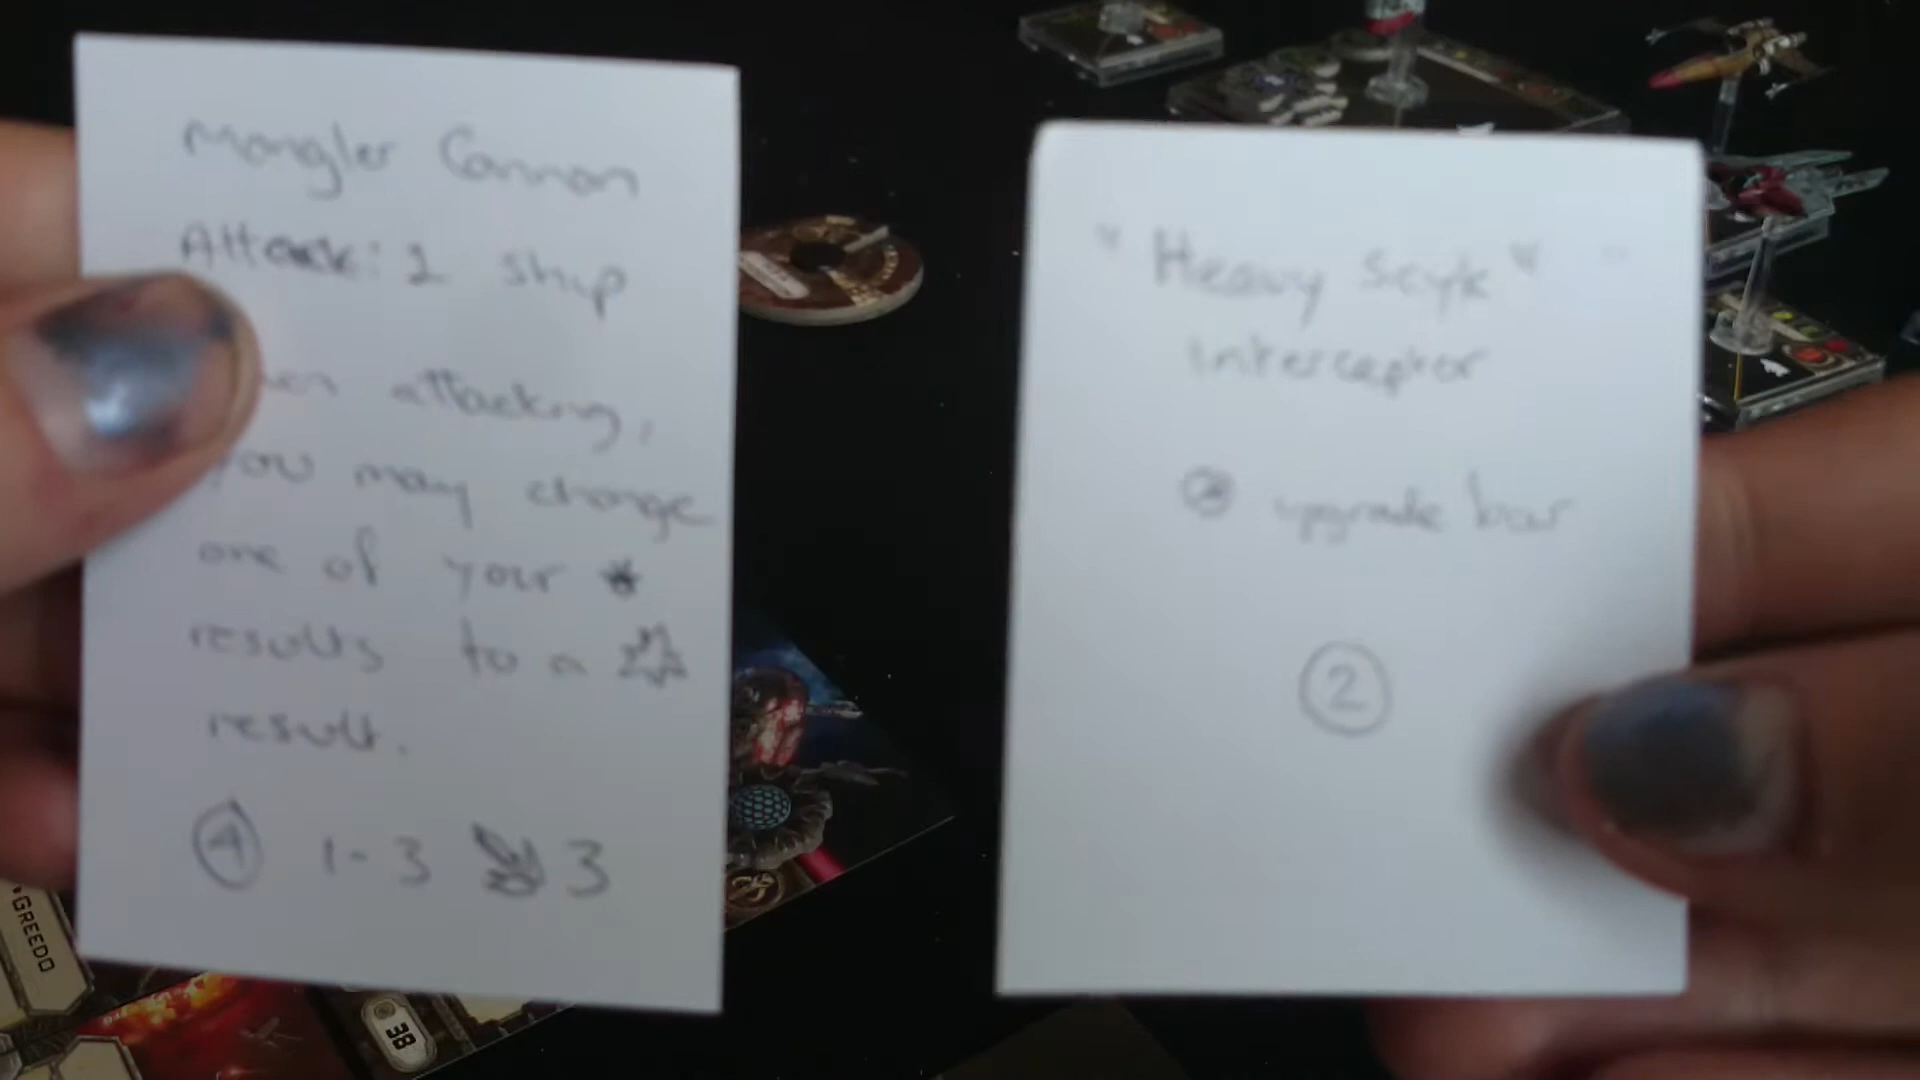 Mangler Cannon
Attack: 1 ship
attacking,
you may change
one of your
results to a
result.
4 1-3 3
"Heavy Scyk"
Interceptor
upgrade bar
2
GREEDO
38